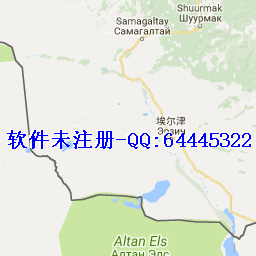 Shuurmak
Шуурмак
Samagaltay
Самагалтай
埃尔津
Эрзин
软件未注册-QQ:64445322
Altan Els
Алтан Элс